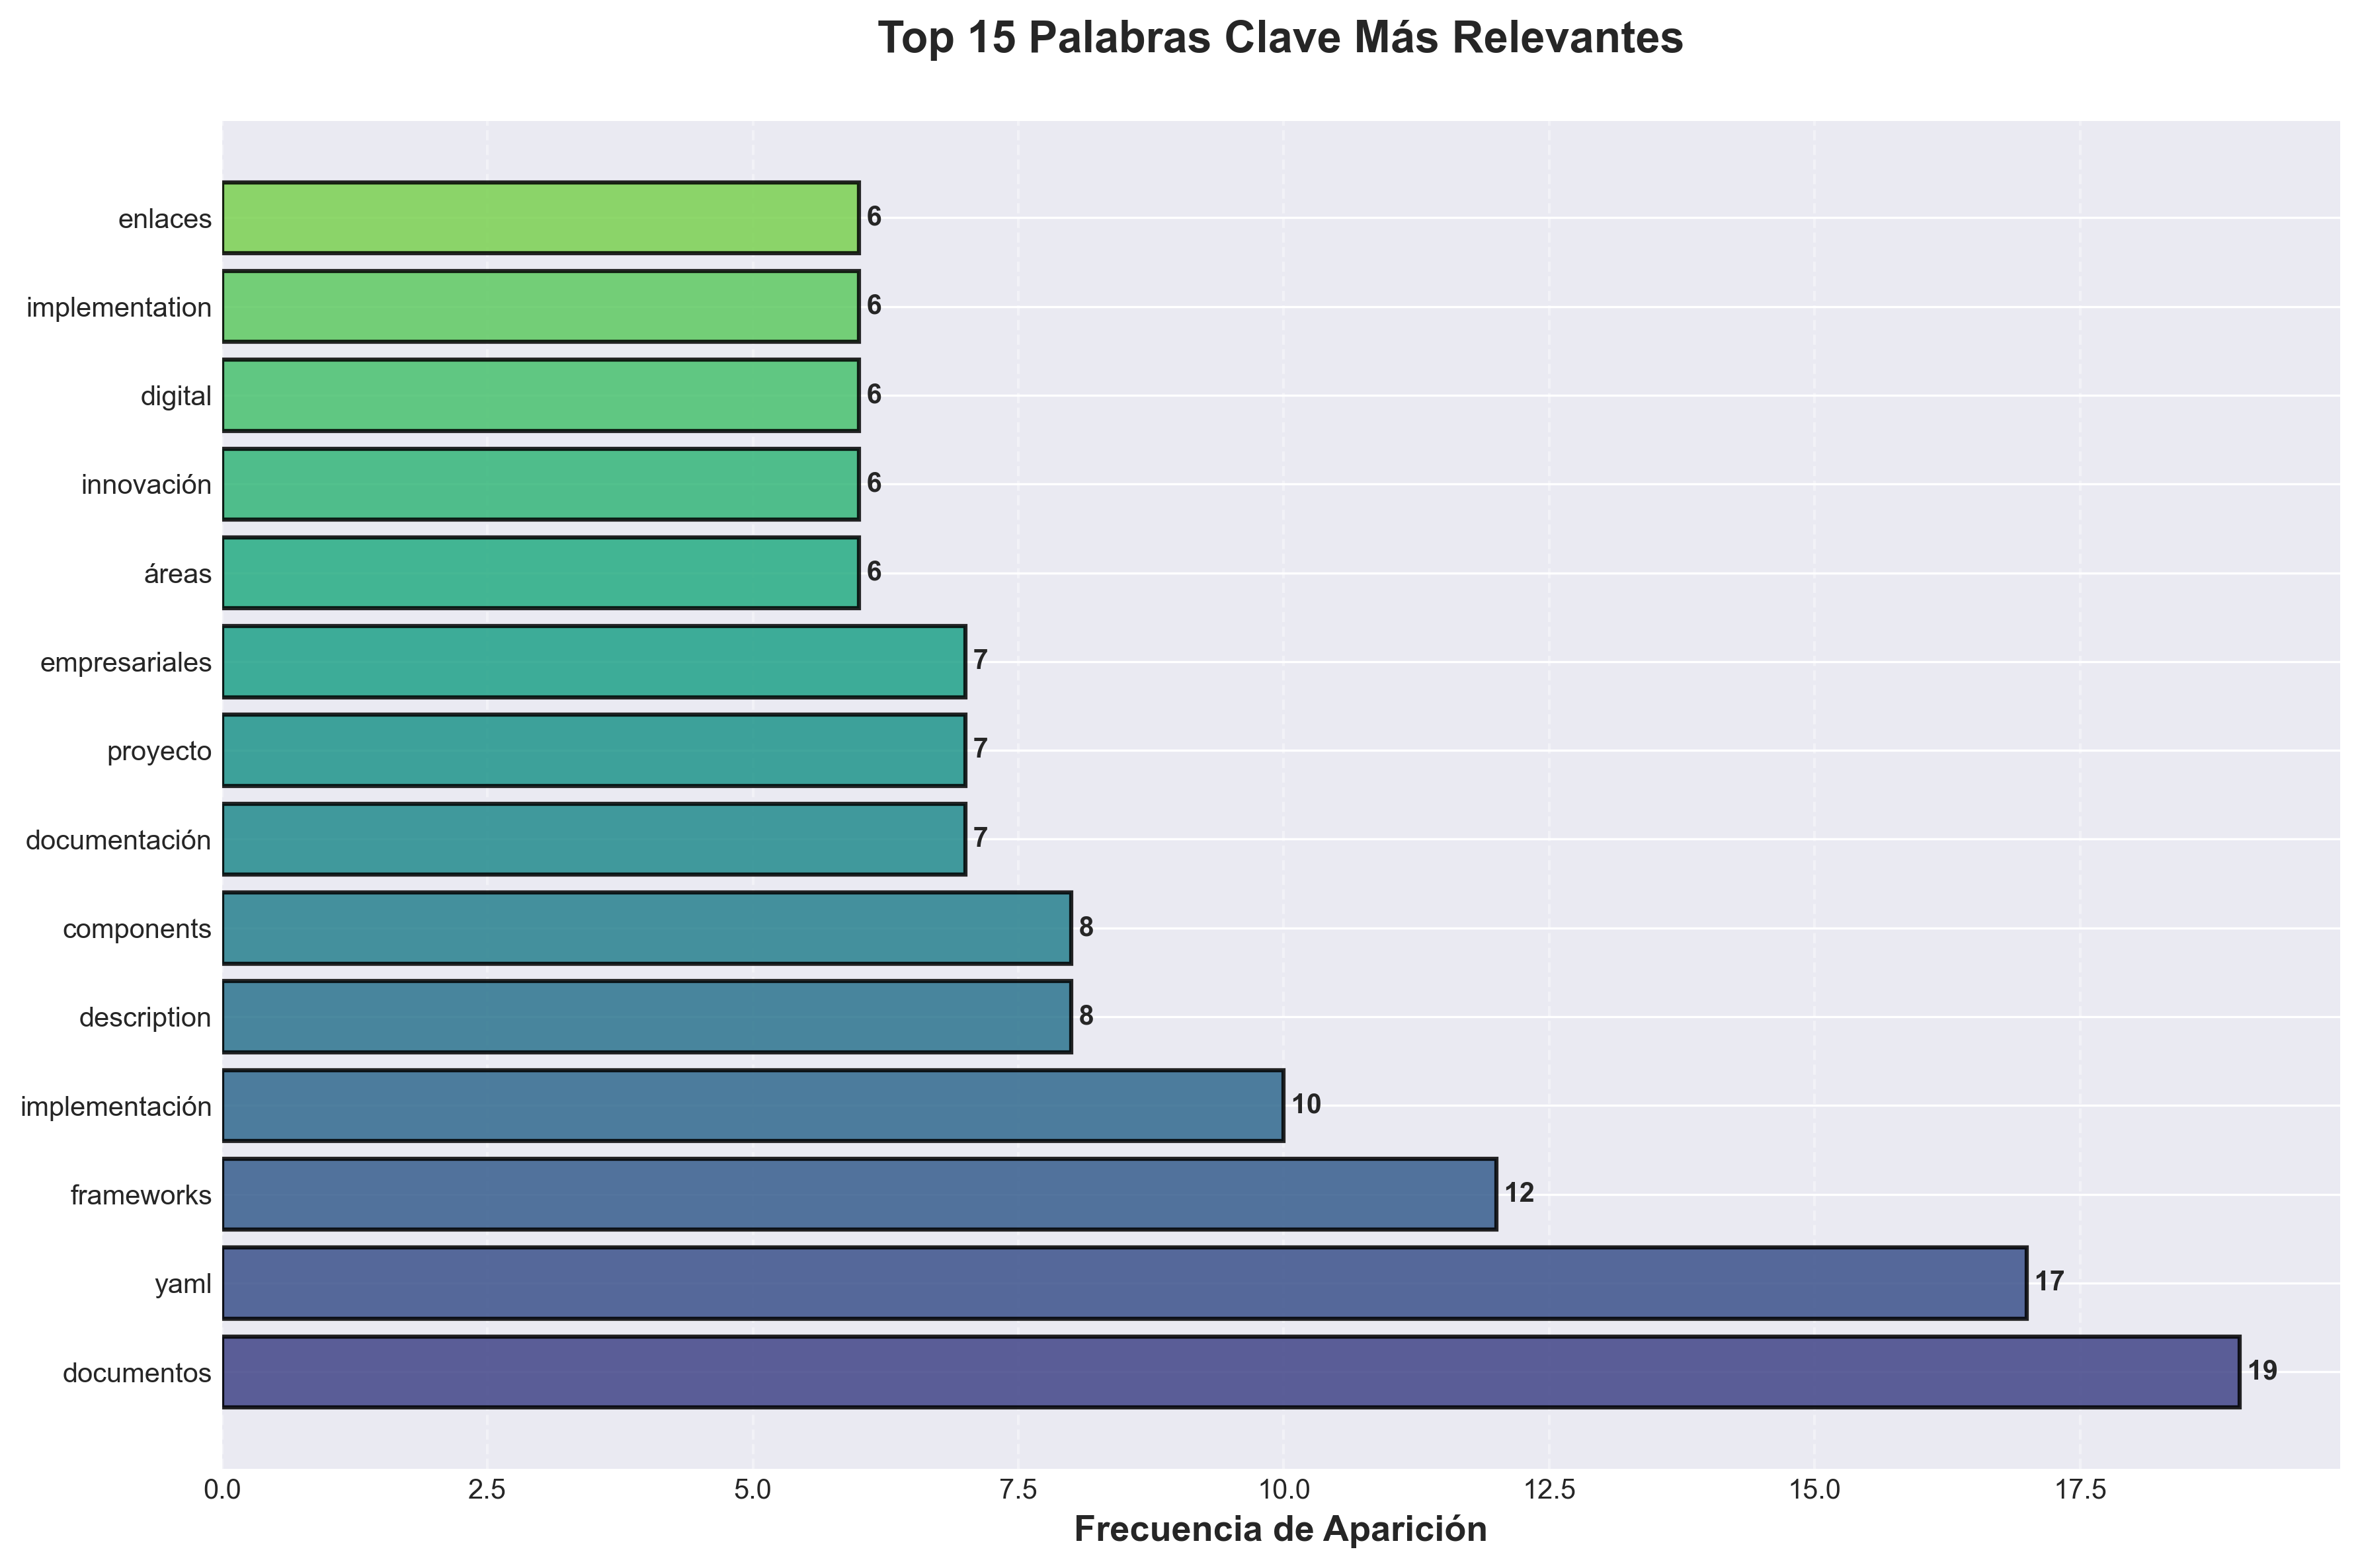 Top 15 Palabras Clave Más Relevantes
enlaces 6
implementation 6
digital 6
innovación 6
áreas 6
empresariales 7
proyecto 7
documentación 7
components 8
description 8
implementación 10
frameworks 12
yaml 17
documentos 19
0.0 2.5 5.0 7.5 10.0 12.5 15.0 17.5
Frecuencia de Aparición